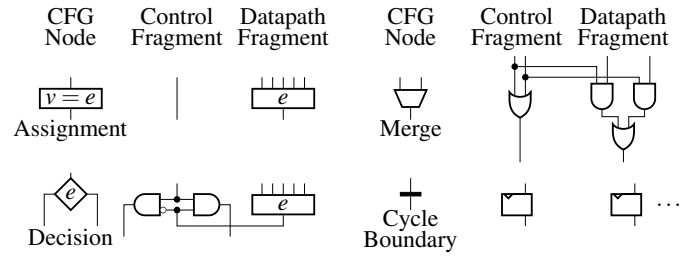 CFG Node
Control Fragment
Datapath Fragment
CFG Node
Control Fragment
Datapath Fragment
v = e
e
Assignment
Merge
e
e
Decision
Cycle Boundary
...